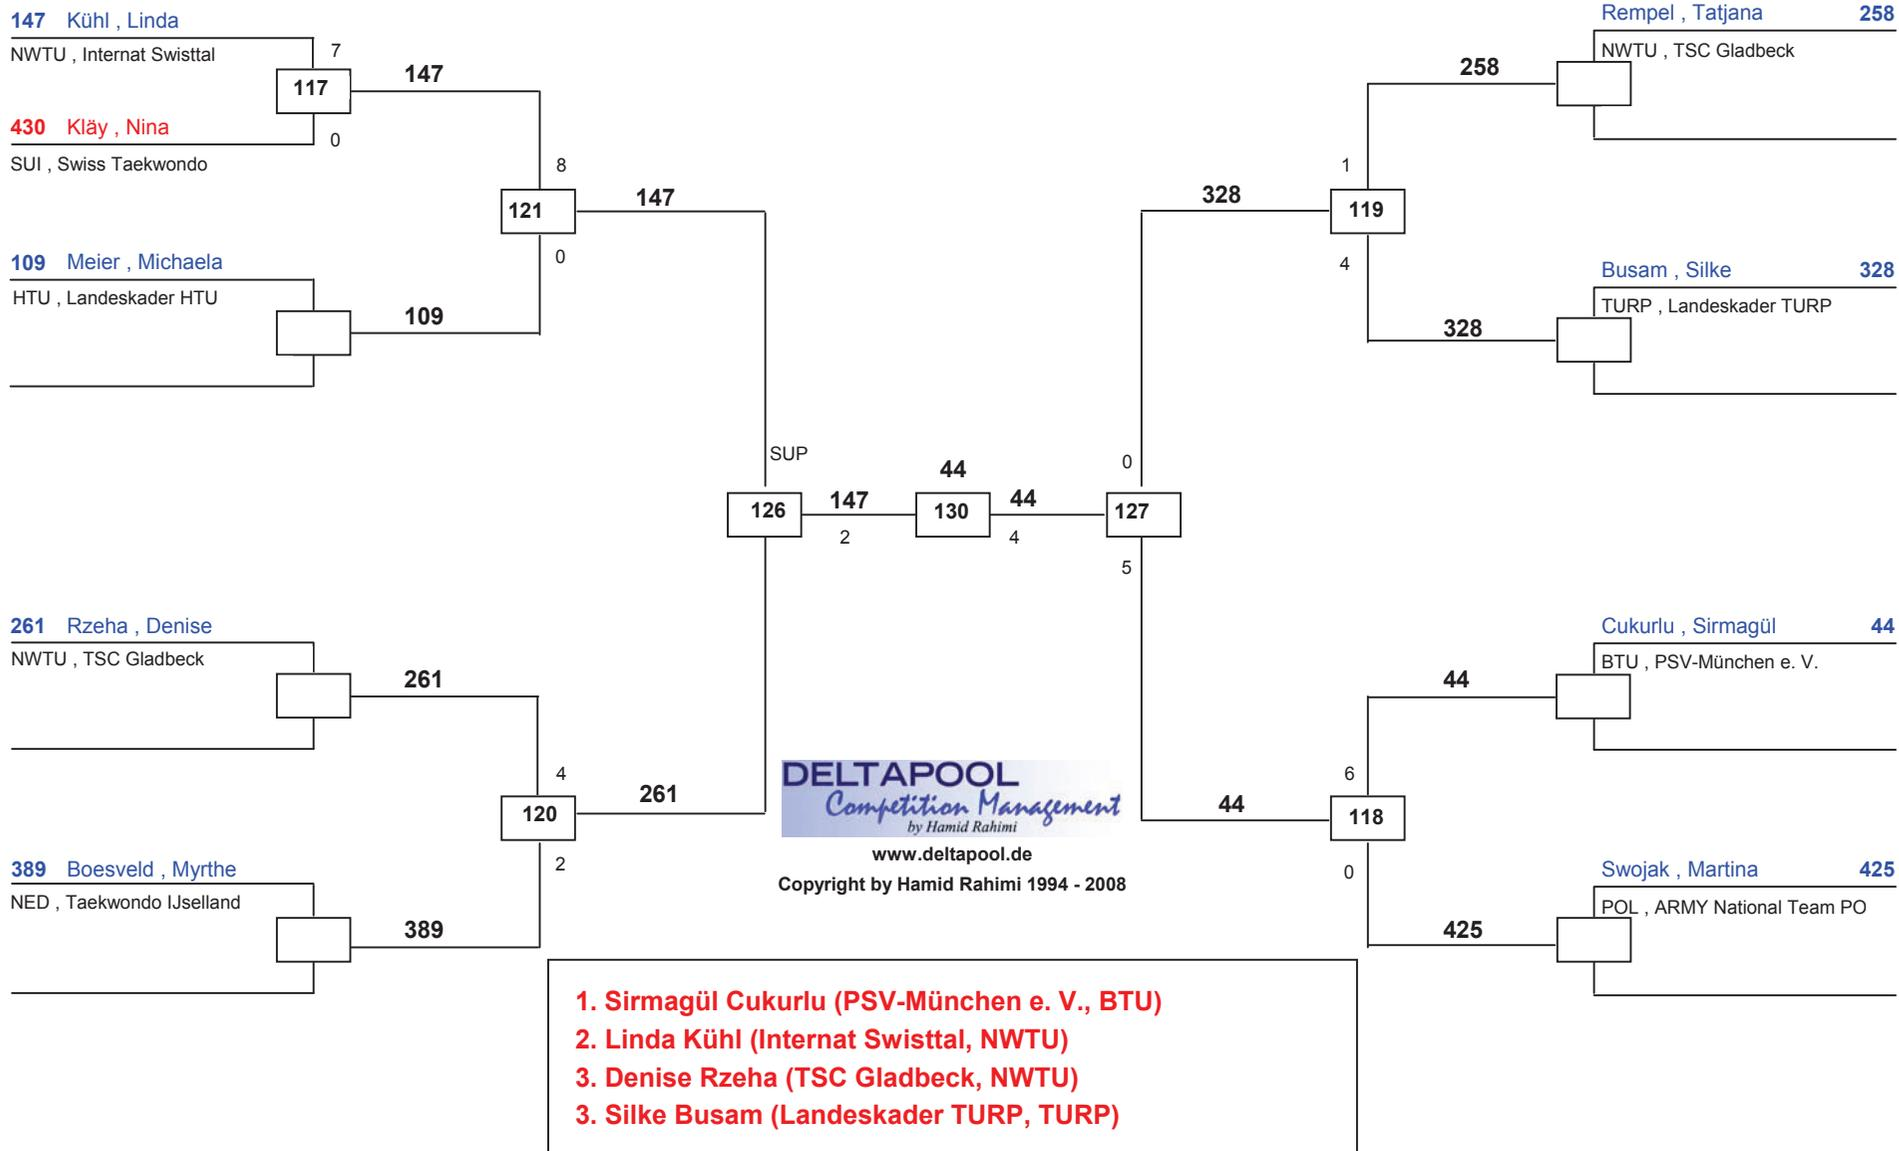 147 Kühl , Linda
NWTU , Internat Swisttal
7
117
147
430 Kläy , Nina
0
SUI , Swiss Taekwondo
8
121
147
0
109 Meier , Michaela
HTU , Landeskader HTU
109
SUP
126
147
2
44
130
44
4
127
0
5
261 Rzeha , Denise
NWTU , TSC Gladbeck
261
4
120
261
2
389 Boesveld , Myrthe
NED , Taekwondo IJselland
389
Rempel , Tatjana 258
NWTU , TSC Gladbeck
258
1
328
119
4
Busam , Silke 328
TURP , Landeskader TURP
328
Cukurlu , Sirmagül 44
BTU , PSV-München e. V.
44
6
44
118
0
Swojak , Martina 425
POL , ARMY National Team PO
425
DELTAPOOL
Competition Management
by Hamid Rahimi
www.deltapool.de
Copyright by Hamid Rahimi 1994 - 2008
1. Sirmagül Cukurlu (PSV-München e. V., BTU)
2. Linda Kühl (Internat Swisttal, NWTU)
3. Denise Rzeha (TSC Gladbeck, NWTU)
3. Silke Busam (Landeskader TURP, TURP)